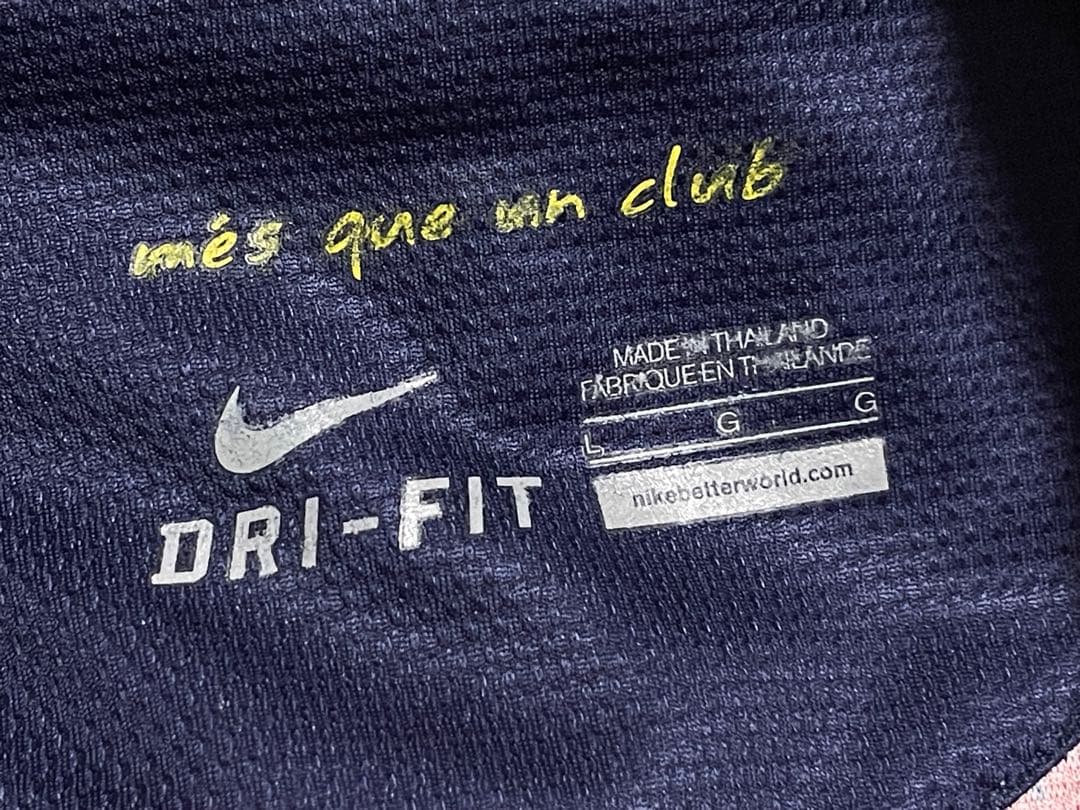 més que un club
MADE IN THAILAND
FABRIQUE EN THAILANDE
L G G
nikebetterworld.com
DRI-FIT